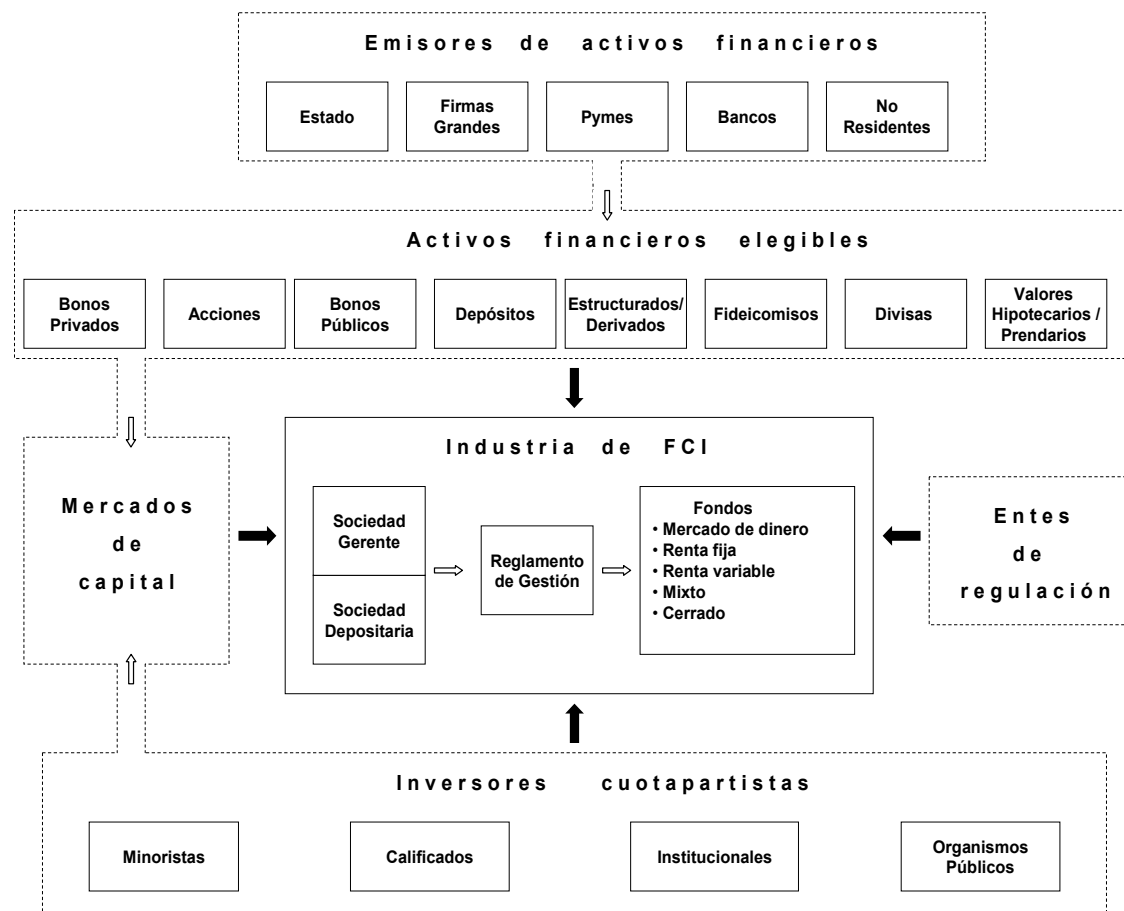 Emisores de activos financieros
Estado
Firmas
Grandes
Pymes
Bancos
No
Residentes
Activos financieros elegibles
Bonos
Privados
Acciones
Bonos
Públicos
Depósitos
Estructurados/
Derivados
Fideicomisos
Divisas
Valores
Hipotecarios /
Prendarios
Mercados
de
capital
Industria de FCI
Sociedad
Gerente
Sociedad
Depositaria
Reglamento
de Gestión
Fondos
• Mercado de dinero
• Renta fija
• Renta variable
• Mixto
• Cerrado
Entes
de
regulación
Inversores cuotapartistas
Minoristas
Calificados
Institucionales
Organismos
Públicos